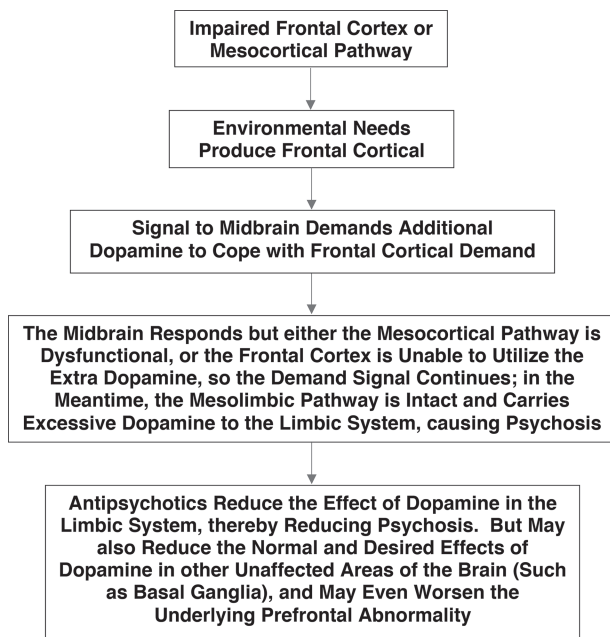 Impaired Frontal Cortex or
Mesocortical Pathway
Environmental Needs
Produce Frontal Cortical
Signal to Midbrain Demands Additional
Dopamine to Cope with Frontal Cortical Demand
The Midbrain Responds but either the Mesocortical Pathway is
Dysfunctional, or the Frontal Cortex is Unable to Utilize the
Extra Dopamine, so the Demand Signal Continues; in the
Meantime, the Mesolimbic Pathway is Intact and Carries
Excessive Dopamine to the Limbic System, causing Psychosis
Antipsychotics Reduce the Effect of Dopamine in the
Limbic System, thereby Reducing Psychosis. But May
also Reduce the Normal and Desired Effects of
Dopamine in other Unaffected Areas of the Brain (Such
as Basal Ganglia), and May Even Worsen the
Underlying Prefrontal Abnormality